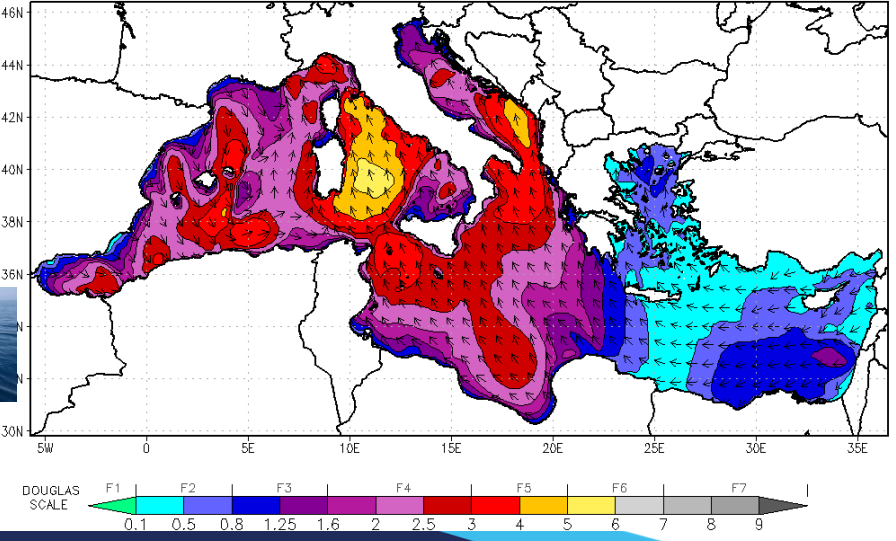 46N
44N
42N
40N
38N
36N
30N
5W 0 5E 10E 15E 20E 25E 30E 35E
DOUGLAS
SCALE
F1 F2 F3 F4 F5 F6 F7
0.1 0.5 0.8 1.25 1.6 2 2.5 3 4 5 6 7 8 9